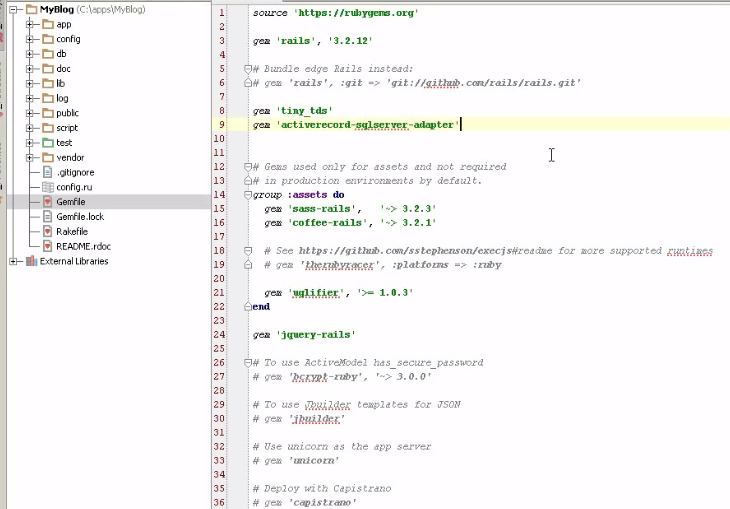 MyBlog (C:\apps\MyBlog)
app
config
db
doc
lib
log
public
script
test
vendor
.gitignore
config.ru
Gemfile
Gemfile.lock
Rakefile
README.rdoc
External Libraries
1 source 'https://rubygems.org'
2
3 gem 'rails', '3.2.12'
4
5 # Bundle edge Rails instead:
6 # gem 'rails', :git => 'git://github.com/rails/rails.git'
7
8 gem 'tiny_tds'
9 gem 'activerecord-sqlserver-adapter'
10
11
12 # Gems used only for assets and not required
13 # in production environments by default.
14 group :assets do
15 gem 'sass-rails', '~> 3.2.3'
16 gem 'coffee-rails', '~> 3.2.1'
17
18 # See https://github.com/sstephenson/execjs#readme for more supported runtimes
19 # gem 'therubyracer', :platforms => :ruby
20
21 gem 'uglifier', '>= 1.0.3'
22 end
23
24 gem 'jquery-rails'
25
26 # To use ActiveModel has_secure_password
27 # gem 'bcrypt-ruby', '~> 3.0.0'
28
29 # To use Jbuilder templates for JSON
30 # gem 'jbuilder'
31
32 # Use unicorn as the app server
33 # gem 'unicorn'
34
35 # Deploy with Capistrano
36 # gem 'capistrano'